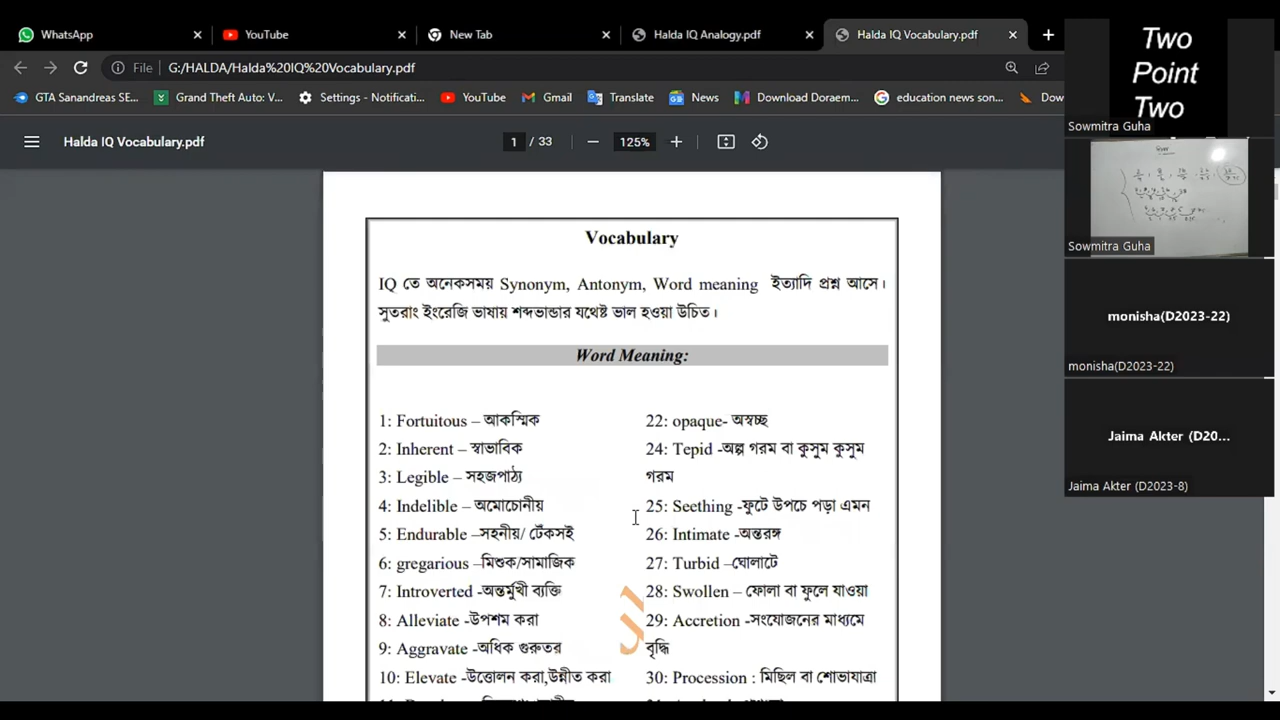 WhatsApp
YouTube
New Tab
Halda IQ Analogy.pdf
Halda IQ Vocabulary.pdf
File G:/HALDA/Halda%20IQ%20Vocabulary.pdf
GTA Sanandreas SE...
Grand Theft Auto: V...
Settings - Notificati...
YouTube
Gmail
Translate
News
Download Doraem...
education news son...
Dow
Halda IQ Vocabulary.pdf
1 / 33
125%
Vocabulary
IQ তে অনেকসময় Synonym, Antonym, Word meaning ইত্যাদি প্রশ্ন আসে।
সুতরাং ইংরেজি ভাষায় শব্দভান্ডার যথেষ্ট ভাল হওয়া উচিত।
Word Meaning:
1: Fortuitous – আকস্মিক
2: Inherent – স্বাভাবিক
3: Legible – সহজপাঠ্য
4: Indelible – অমোচোনীয়
5: Endurable –সহনীয়/ টেঁকসই
6: gregarious –মিশুক/সামাজিক
7: Introverted -অন্তর্মুখী ব্যক্তি
8: Alleviate -উপশম করা
9: Aggravate -অধিক গুরুতর
10: Elevate -উত্তোলন করা,উন্নীত করা
22: opaque- অস্বচ্ছ
24: Tepid -অল্প গরম বা কুসুম কুসুম
গরম
25: Seething -ফুটে উপচে পড়া এমন
26: Intimate -অন্তরঙ্গ
27: Turbid –ঘোলাটে
28: Swollen – ফোলা বা ফুলে যাওয়া
29: Accretion -সংযোজনের মাধ্যমে
বৃদ্ধি
30: Procession : মিছিল বা শোভাযাত্রা
Two
Point
Two
Sowmitra Guha
Sowmitra Guha
monisha(D2023-22)
monisha(D2023-22)
Jaima Akter (D20...
Jaima Akter (D2023-8)